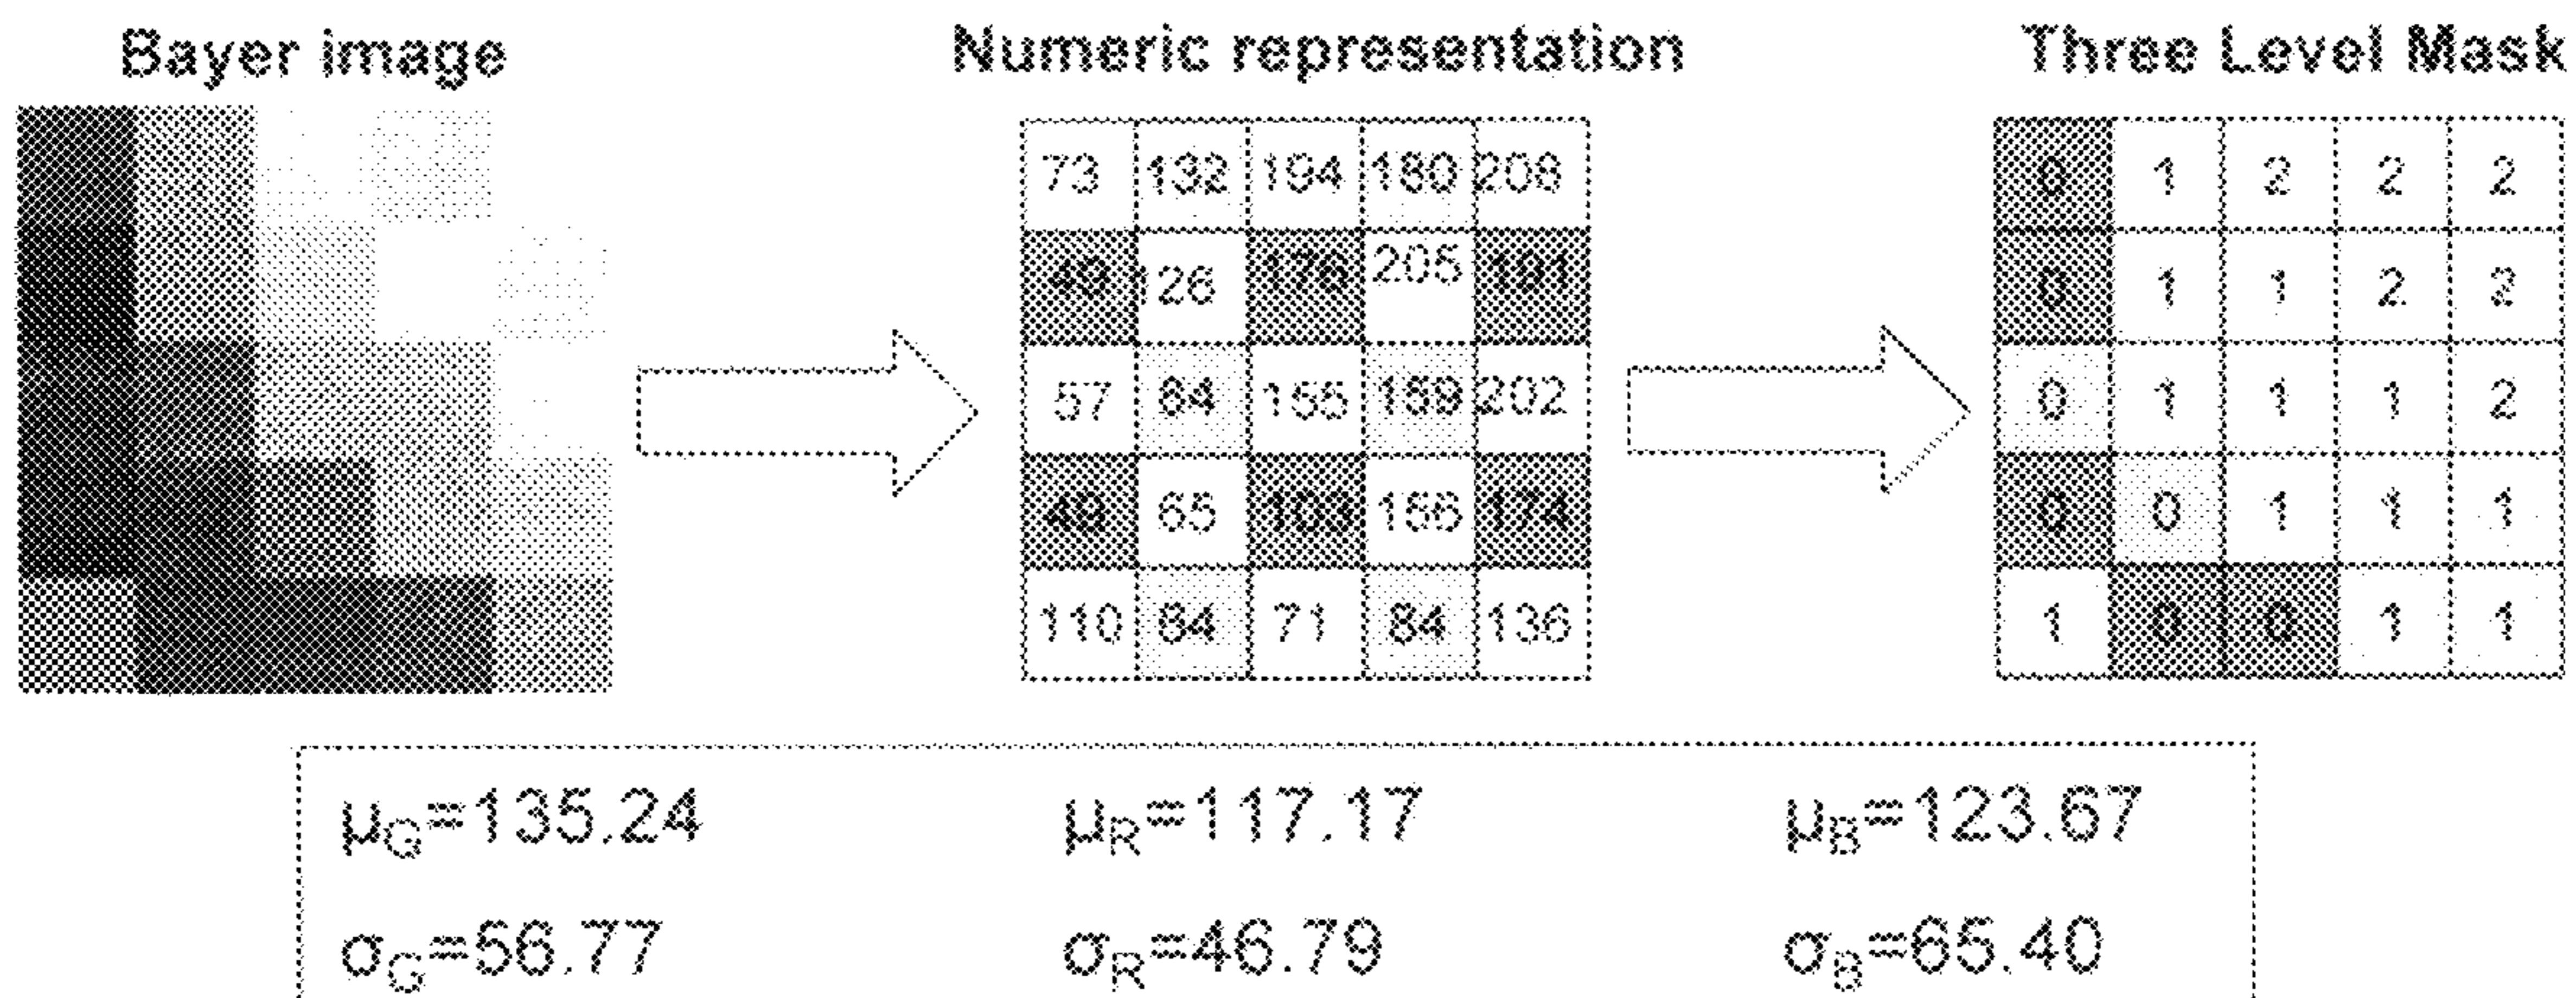 Bayer image
Numeric representation
Three Level Mask
73 132 194 180 208
49 126 176 205 191
57 84 155 139 202
49 65 103 156 174
110 84 71 84 136
0 1 2 2 2
0 1 1 2 2
0 1 1 1 2
0 0 1 1 1
1 0 0 1 1
μG=135.24 μR=117.17 μB=123.67
σG=56.77 σR=46.79 σB=65.40